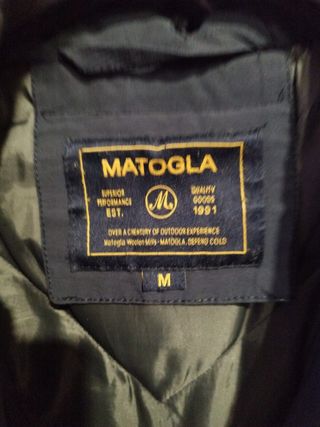 MATOGLA
SUPERIOR
PERFORMANCE
EST.
M
QUALITY
GOODS
1991
OVER A CENTURY OF OUTDOOR EXPERIENCE
Matogla Woolen Mills - MATOGLA, DEFEND COLD
M